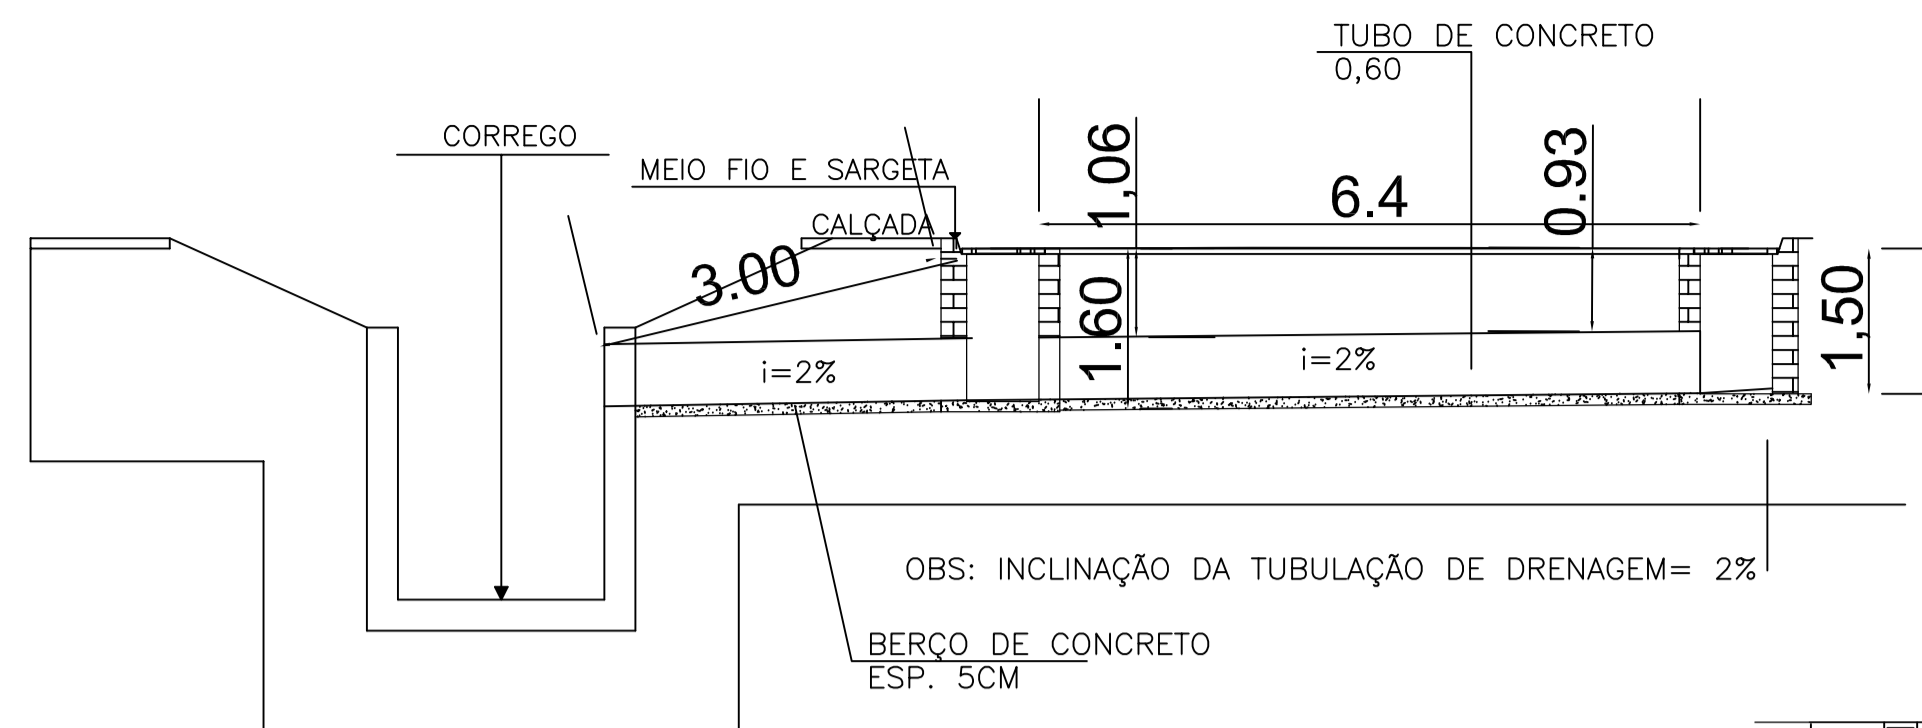 TUBO DE CONCRETO
0,60
CORREGO
MEIO FIO E SARGETA
CALÇADA
1,06
6.4
0.93
3.00
1.60
1,50
i=2%
i=2%
OBS: INCLINAÇÃO DA TUBULAÇÃO DE DRENAGEM= 2%
BERÇO DE CONCRETO
ESP. 5CM